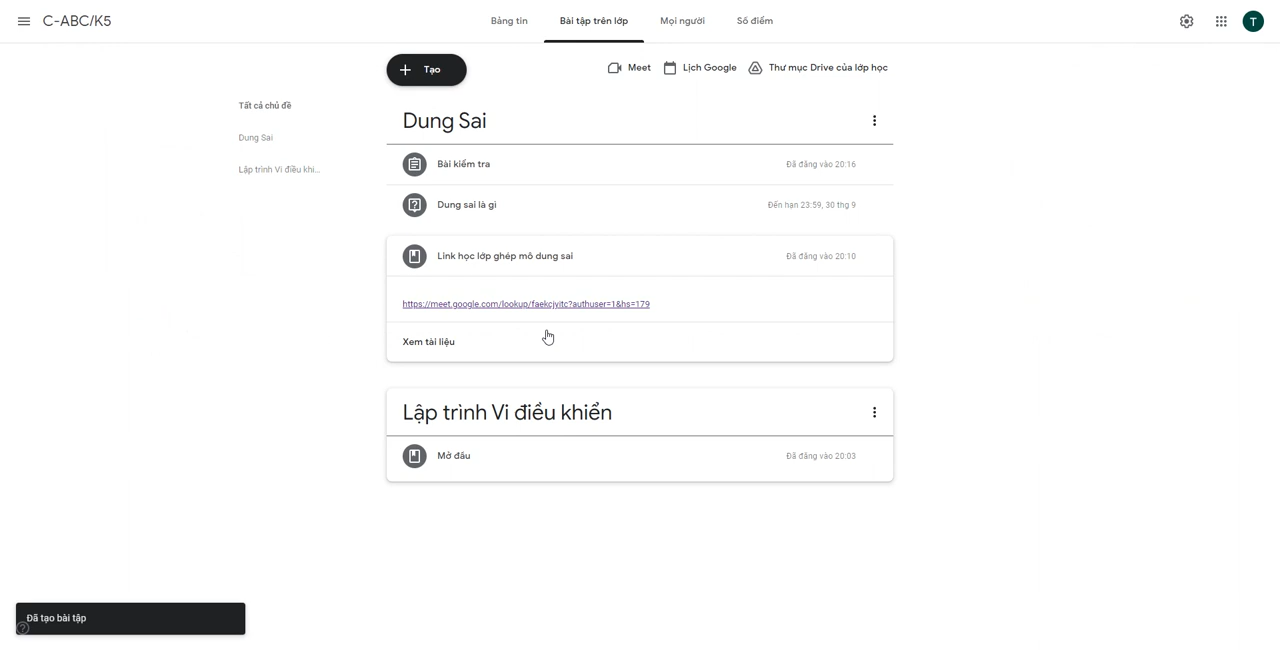 C-ABC/K5
Bảng tin
Bài tập trên lớp
Mọi người
Số điểm
T
Tạo
Meet
Lịch Google
Thư mục Drive của lớp học
Tất cả chủ đề
Dung Sai
Lập trình Vi điều khi...
Dung Sai
Bài kiểm tra
Đã đăng vào 20:16
Dung sai là gì
Đến hạn 23:59, 30 thg 9
Link học lớp ghép mô dung sai
Đã đăng vào 20:10
https://meet.google.com/lookup/faekcjvitc?authuser=1&hs=179
Xem tài liệu
Lập trình Vi điều khiển
Mở đầu
Đã đăng vào 20:03
Đã tạo bài tập